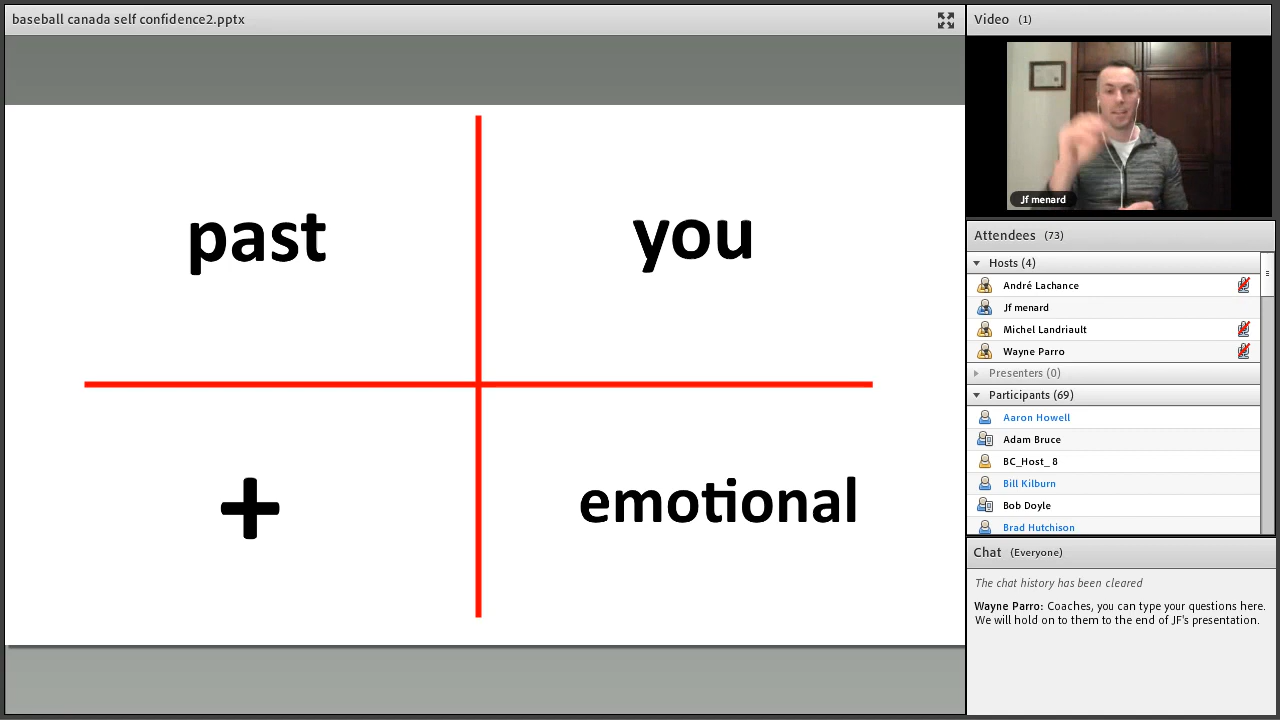 baseball canada self confidence2.pptx
past
you
+
emotional
Video (1)
Jf menard
Attendees (73)
Hosts (4)
André Lachance
Jf menard
Michel Landriault
Wayne Parro
Presenters (0)
Participants (69)
Aaron Howell
Adam Bruce
BC_Host_ 8
Bill Kilburn
Bob Doyle
Brad Hutchison
Chat (Everyone)
The chat history has been cleared
Wayne Parro: Coaches, you can type your questions here.
We will hold on to them to the end of JF's presentation.